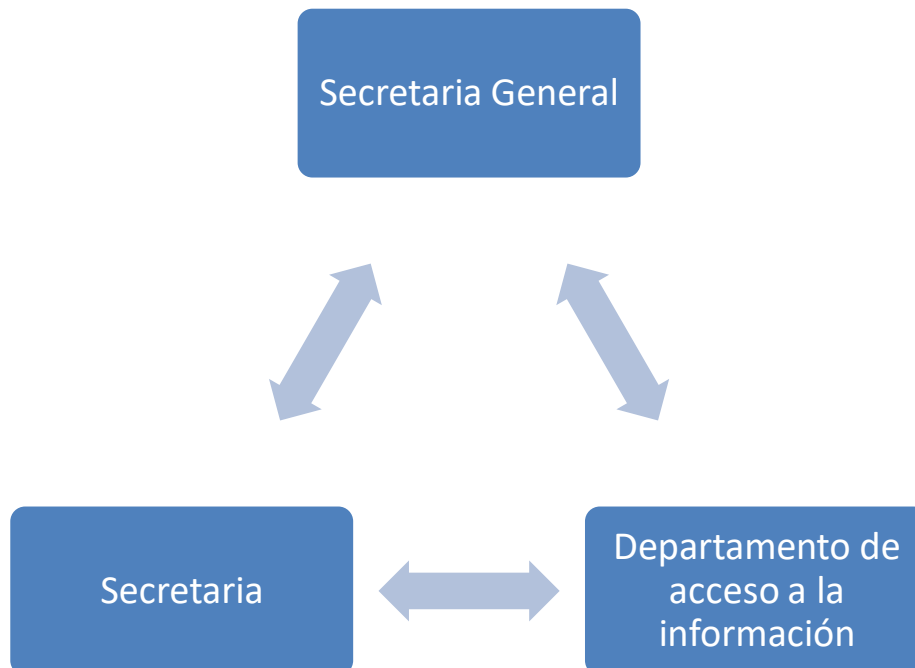 Secretaria General
Secretaria
Departamento de
acceso a la
información